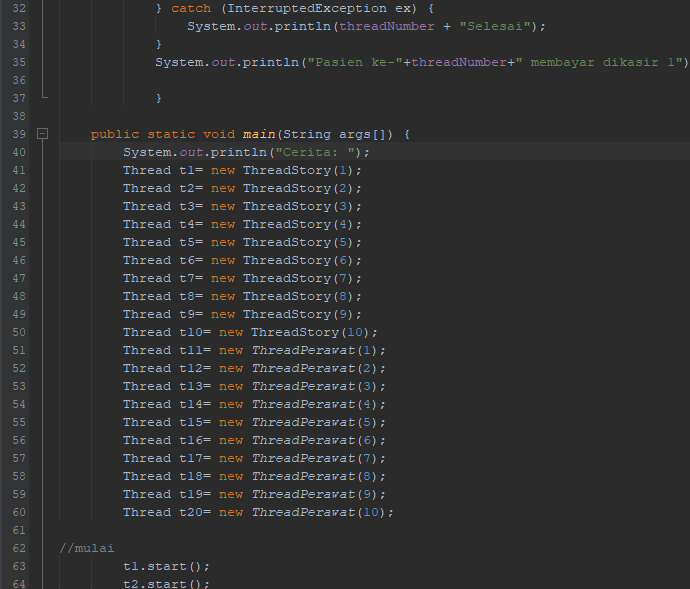 32 } catch (InterruptedException ex) {
33 System.out.println(threadNumber + "Selesai");
34 }
35 System.out.println("Pasien ke-"+threadNumber+" membayar dikasir 1")
36
37 }
38
39 public static void main(String args[]) {
40 System.out.println("Cerita: ");
41 Thread t1= new ThreadStory(1);
42 Thread t2= new ThreadStory(2);
43 Thread t3= new ThreadStory(3);
44 Thread t4= new ThreadStory(4);
45 Thread t5= new ThreadStory(5);
46 Thread t6= new ThreadStory(6);
47 Thread t7= new ThreadStory(7);
48 Thread t8= new ThreadStory(8);
49 Thread t9= new ThreadStory(9);
50 Thread t10= new ThreadStory(10);
51 Thread t11= new ThreadPerawat(1);
52 Thread t12= new ThreadPerawat(2);
53 Thread t13= new ThreadPerawat(3);
54 Thread t14= new ThreadPerawat(4);
55 Thread t15= new ThreadPerawat(5);
56 Thread t16= new ThreadPerawat(6);
57 Thread t17= new ThreadPerawat(7);
58 Thread t18= new ThreadPerawat(8);
59 Thread t19= new ThreadPerawat(9);
60 Thread t20= new ThreadPerawat(10);
61
62 //mulai
63 t1.start();
64 t2.start();